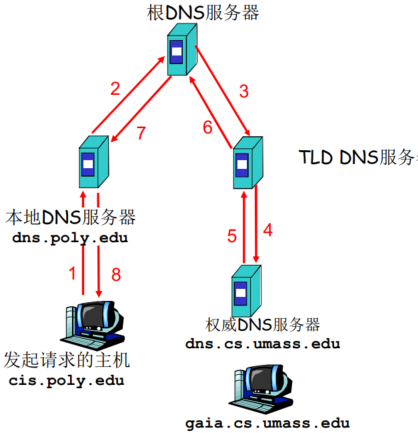 根DNS服务器
2
3
7
6
TLD DNS服务
本地DNS服务器
dns.poly.edu
5
4
1
8
权威DNS服务器
dns.cs.umass.edu
发起请求的主机
cis.poly.edu
gaia.cs.umass.edu